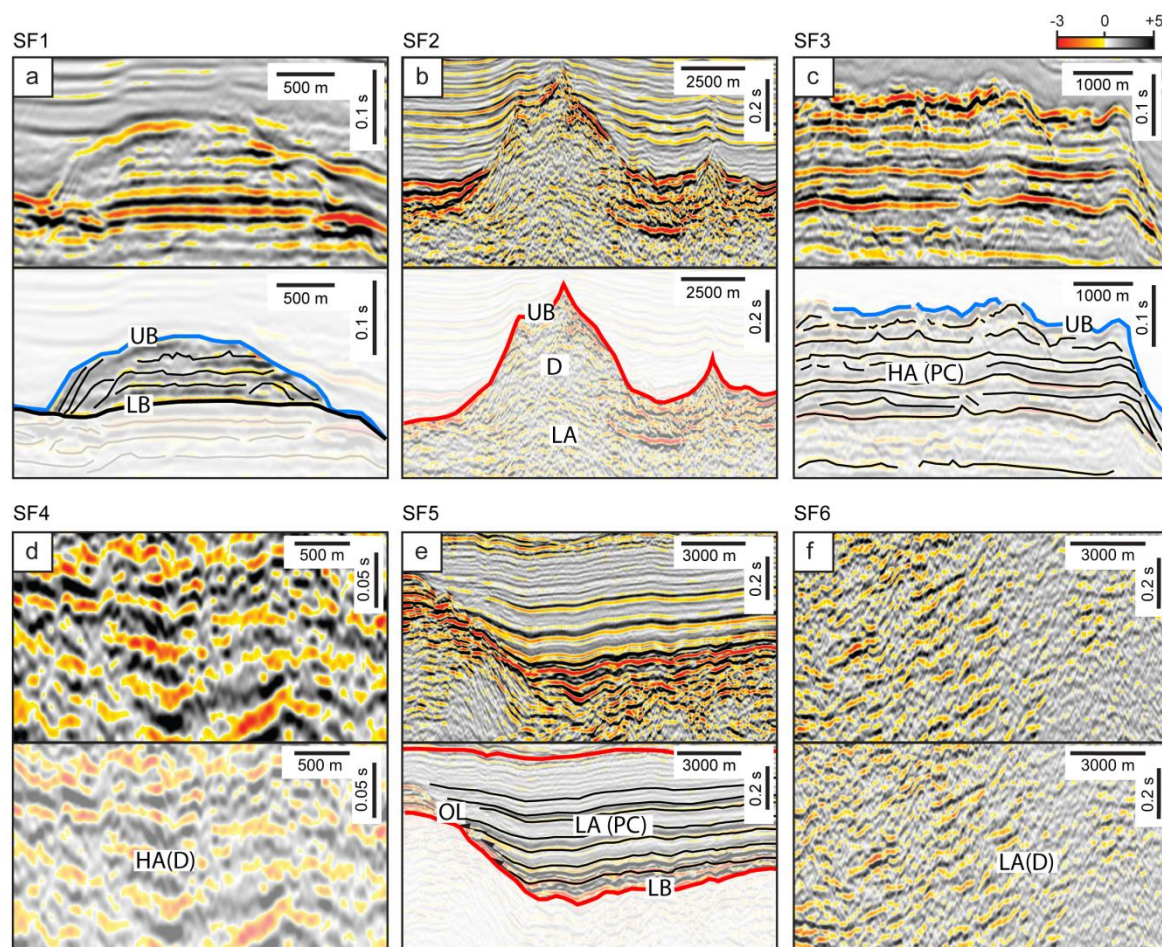 -3 0 +5
SF1 SF2 SF3
a 500 m 0.1 s
b 2500 m 0.2 s
c 1000 m 0.1 s
500 m 0.1 s
UB
LB
2500 m 0.2 s
UB
D
LA
1000 m 0.1 s
UB
HA (PC)
SF4 SF5 SF6
d 500 m 0.05 s
e 3000 m 0.2 s
f 3000 m 0.2 s
500 m 0.05 s
HA(D)
3000 m 0.2 s
OL
LA (PC)
LB
3000 m 0.2 s
LA(D)